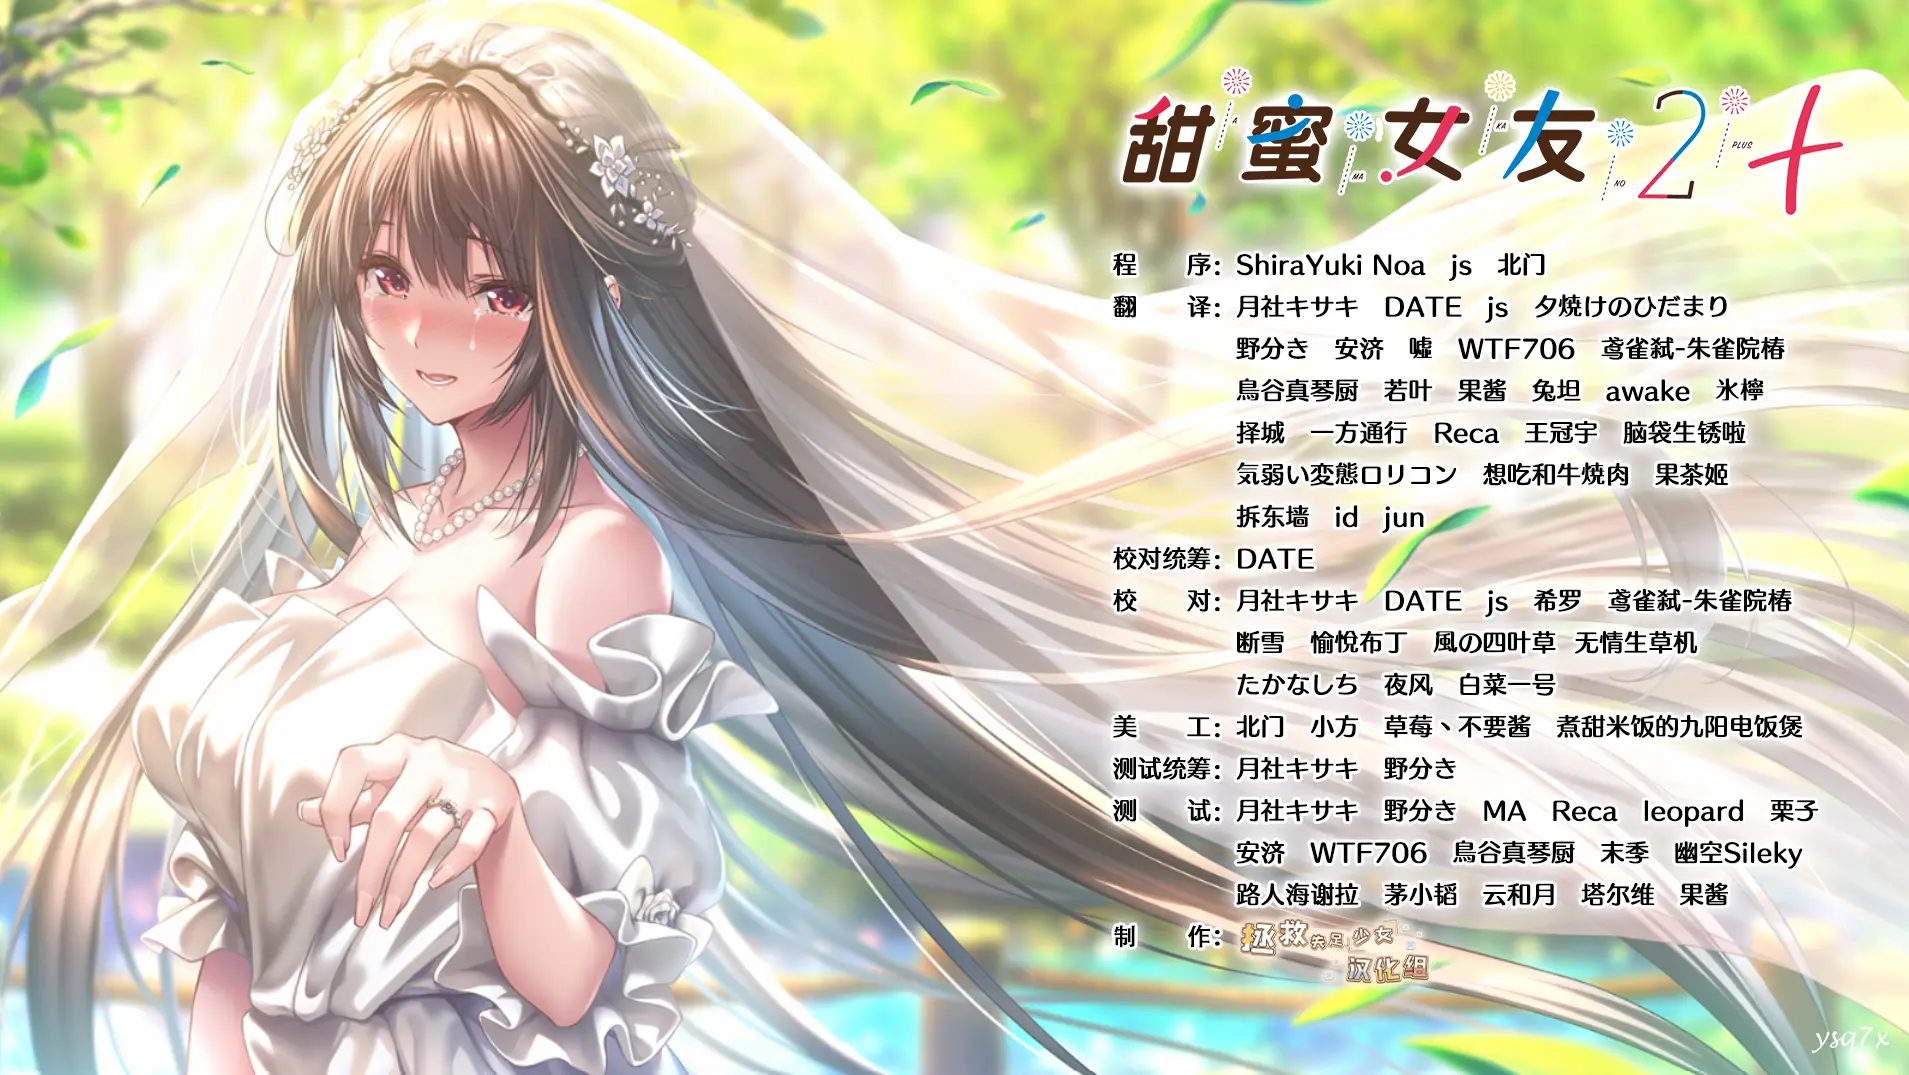 甜蜜女友2+
A MA KA NO PLUS
程序：ShiraYuki Noa js 北门
翻译：月社キサキ DATE js 夕焼けのひだまり
野分き 安济 嘘 WTF706 鸢雀弑-朱雀院椿
鳥谷真琴厨 若叶 果酱 兔坦 awake 氷檸
择城 一方通行 Reca 王冠宇 脑袋生锈啦
気弱い変態ロリコン 想吃和牛燒肉 果茶姬
拆东墙 id jun
校对统筹：DATE
校对：月社キサキ DATE js 希罗 鸢雀弑-朱雀院椿
断雪 愉悅布丁 風の四叶草 无情生草机
たかなしち 夜风 白菜一号
美工：北门 小方 草莓丶不要酱 煮甜米饭的九阳电饭煲
测试统筹：月社キサキ 野分き
测试：月社キサキ 野分き MA Reca leopard 栗子
安济 WTF706 鳥谷真琴厨 末季 幽空Sileky
路人海谢拉 茅小韬 云和月 塔尔维 果酱
制作：拯救失足少女
汉化组
ysq7x